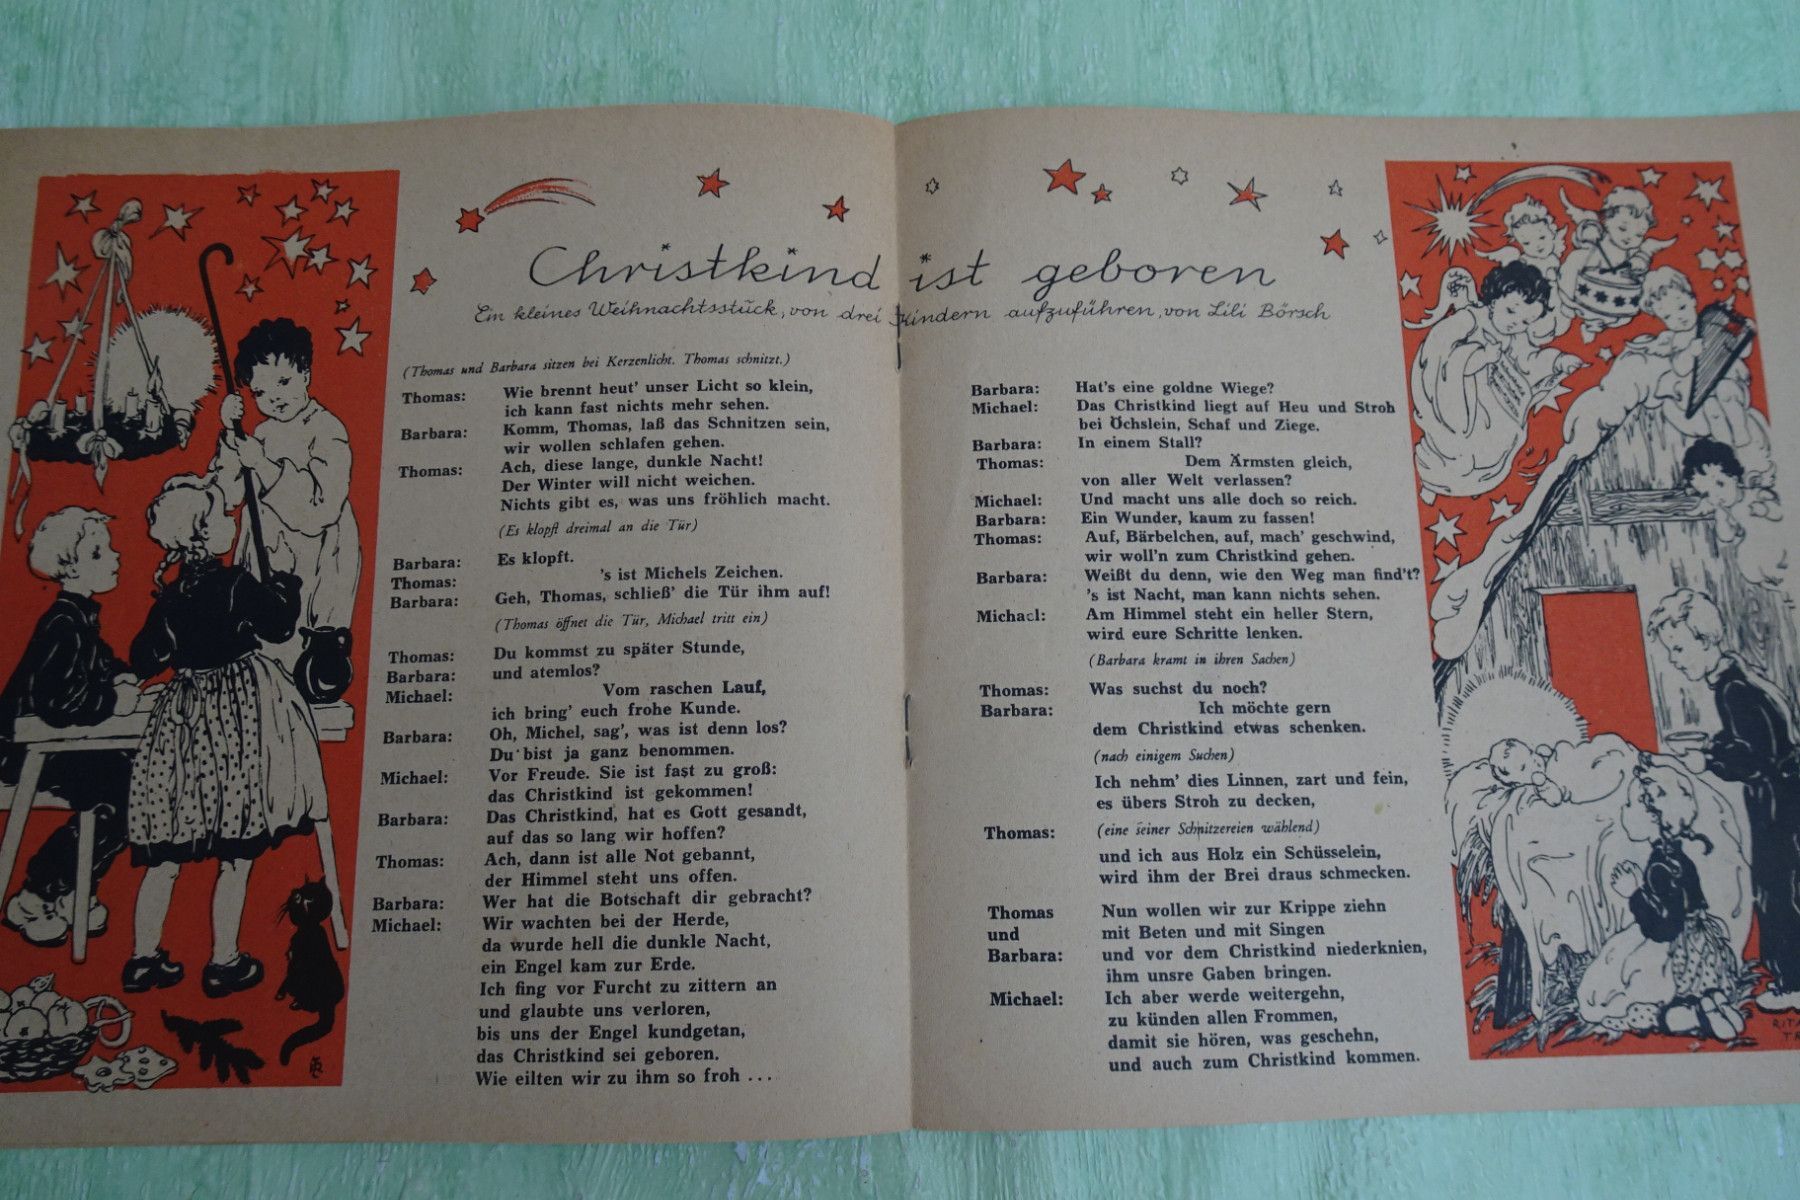 Christkind ist geboren
Ein kleines Weihnachtsstück, von drei Kindern aufzuführen, von Lili Börsch
(Thomas und Barbara sitzen bei Kerzenlicht. Thomas schnitzt.)
Thomas: Wie brennt heut' unser Licht so klein,
ich kann fast nichts mehr sehen.
Barbara: Komm, Thomas, laß das Schnitzen sein,
wir wollen schlafen gehen.
Thomas: Ach, diese lange, dunkle Nacht!
Der Winter will nicht weichen.
Nichts gibt es, was uns fröhlich macht.
(Es klopft dreimal an die Tür)
Barbara: Es klopft.
Thomas: 's ist Michels Zeichen.
Barbara: Geh, Thomas, schließ' die Tür ihm auf!
(Thomas öffnet die Tür, Michael tritt ein)
Thomas: Du kommst zu später Stunde,
Barbara: und atemlos?
Michael: Vom raschen Lauf,
ich bring' euch frohe Kunde.
Barbara: Oh, Michel, sag', was ist denn los?
Du bist ja ganz benommen.
Michael: Vor Freude. Sie ist fast zu groß:
das Christkind ist gekommen!
Barbara: Das Christkind, hat es Gott gesandt,
auf das so lang wir hoffen?
Thomas: Ach, dann ist alle Not gebannt,
der Himmel steht uns offen.
Barbara: Wer hat die Botschaft dir gebracht?
Michael: Wir wachten bei der Herde,
da wurde hell die dunkle Nacht,
ein Engel kam zur Erde.
Ich fing vor Furcht zu zittern an
und glaubte uns verloren,
bis uns der Engel kundgetan,
das Christkind sei geboren.
Wie eilten wir zu ihm so froh ...
Barbara: Hat's eine goldne Wiege?
Michael: Das Christkind liegt auf Heu und Stroh
bei Öchslein, Schaf und Ziege.
Barbara: In einem Stall?
Thomas: Dem Ärmsten gleich,
von aller Welt verlassen?
Michael: Und macht uns alle doch so reich.
Barbara: Ein Wunder, kaum zu fassen!
Thomas: Auf, Bärbelchen, auf, mach' geschwind,
wir woll'n zum Christkind gehen.
Barbara: Weißt du denn, wie den Weg man find't?
's ist Nacht, man kann nichts sehen.
Michael: Am Himmel steht ein heller Stern,
wird eure Schritte lenken.
(Barbara kramt in ihren Sachen)
Thomas: Was suchst du noch?
Barbara: Ich möchte gern
dem Christkind etwas schenken.
(nach einigem Suchen)
Ich nehm' dies Linnen, zart und fein,
es übers Stroh zu decken,
Thomas: (eine seiner Schnitzereien wählend)
und ich aus Holz ein Schüsselein,
wird ihm der Brei draus schmecken.
Thomas Nun wollen wir zur Krippe ziehn
und mit Beten und mit Singen
Barbara: und vor dem Christkind niederknien,
ihm unsre Gaben bringen.
Michael: Ich aber werde weitergehn,
zu künden allen Frommen,
damit sie hören, was geschehn,
und auch zum Christkind kommen.